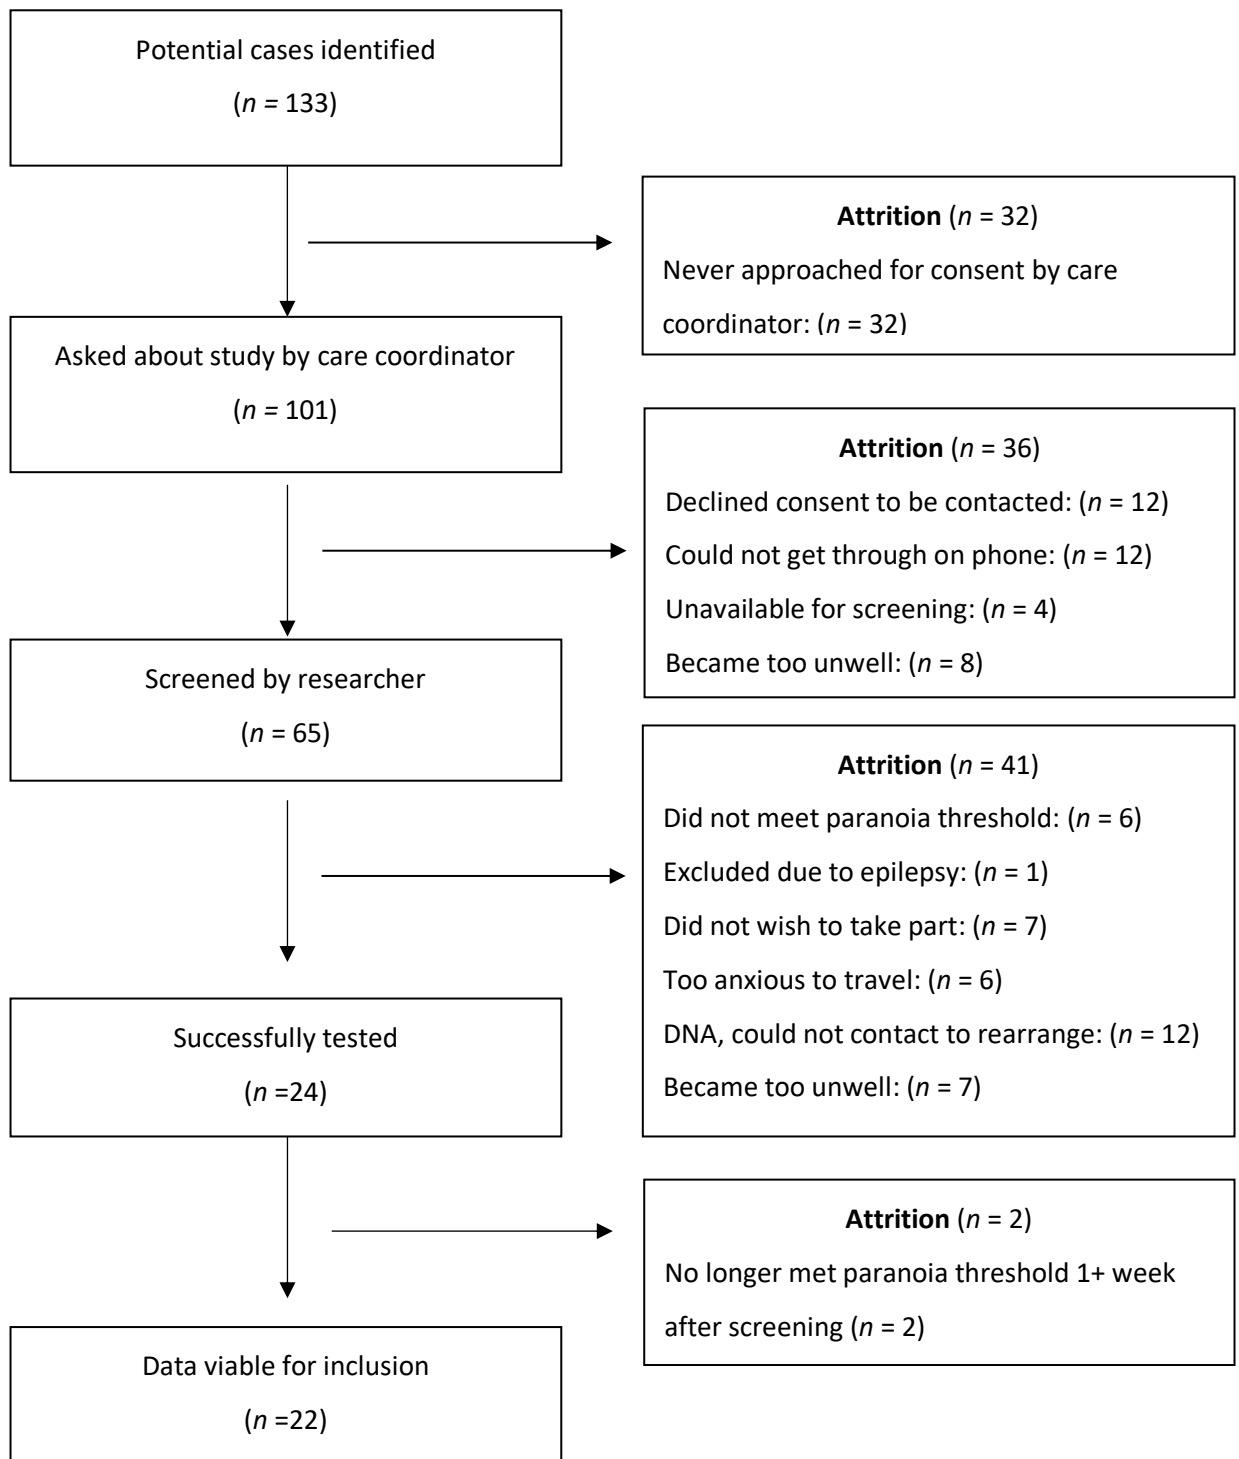 Potential cases identified
(n = 133)
Attrition (n = 32)
Never approached for consent by care
coordinator: (n = 32)
Asked about study by care coordinator
(n = 101)
Attrition (n = 36)
Declined consent to be contacted: (n = 12)
Could not get through on phone: (n = 12)
Unavailable for screening: (n = 4)
Became too unwell: (n = 8)
Screened by researcher
(n = 65)
Attrition (n = 41)
Did not meet paranoia threshold: (n = 6)
Excluded due to epilepsy: (n = 1)
Did not wish to take part: (n = 7)
Too anxious to travel: (n = 6)
DNA, could not contact to rearrange: (n = 12)
Became too unwell: (n = 7)
Successfully tested
(n =24)
Attrition (n = 2)
No longer met paranoia threshold 1+ week
after screening (n = 2)
Data viable for inclusion
(n =22)